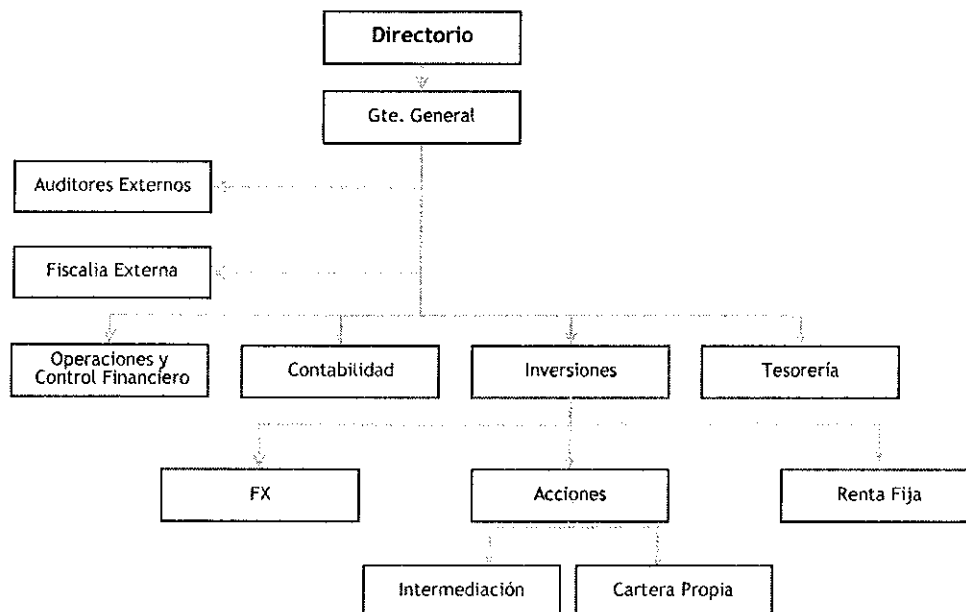 Directorio
Gte. General
Auditores Externos
Fiscalia Externa
Operaciones y
Control Financiero
Contabilidad
Inversiones
Tesorería
FX
Acciones
Renta Fija
Intermediación
Cartera Propia